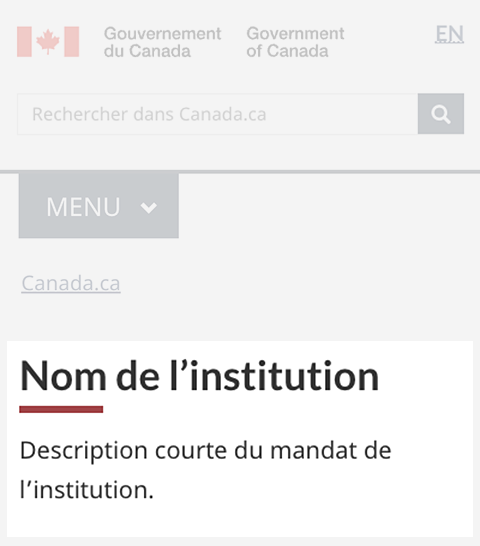 Gouvernement
du Canada
Government
of Canada
EN
Rechercher dans Canada.ca
MENU
Canada.ca
Nom de l’institution
Description courte du mandat de
l’institution.